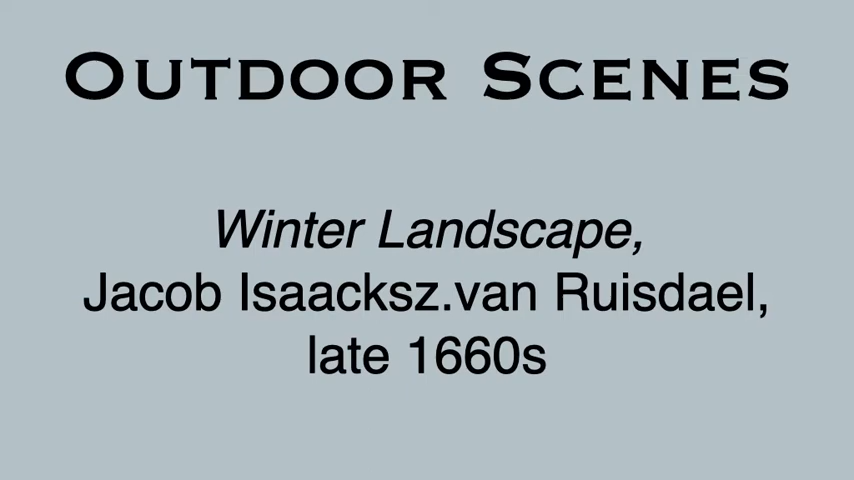 OUTDOOR SCENES
Winter Landscape,
Jacob Isaacksz.van Ruisdael,
late 1660s